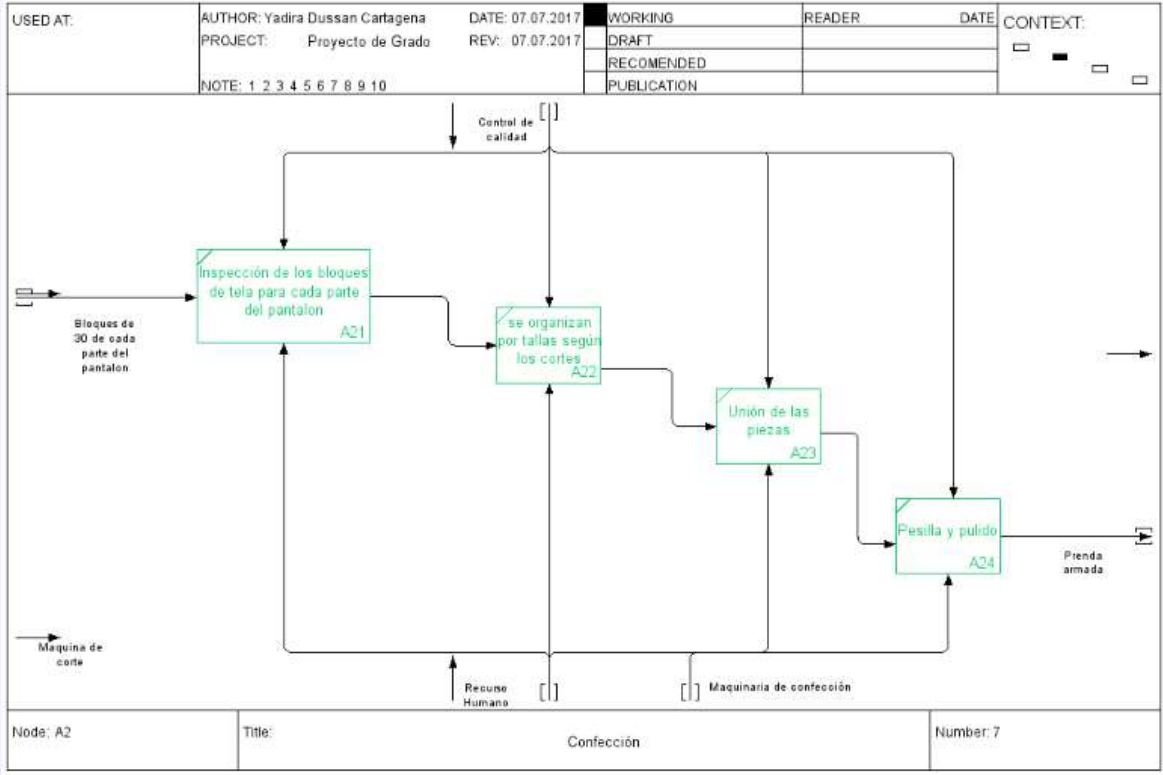 USED AT:
AUTHOR: Yadira Dussan Cartagena
DATE: 07.07.2017
PROJECT: Proyecto de Grado
REV: 07.07.2017
NOTE: 1 2 3 4 5 6 7 8 9 10
WORKING
DRAFT
RECOMENDED
PUBLICATION
READER
DATE
CONTEXT:
Control de
calidad
Inspección de los bloques
de tela para cada parte
del pantalon
A21
Bloques de
30 de cada
parte del
pantalon
se organizan
por tallas según
los cortes
A22
Unión de las
piezas
A23
Pesilla y pulido
A24
Prenda
armada
Maquina de
corte
Recurso
Humano
Maquinaria de confección
Node: A2
Title:
Confección
Number: 7